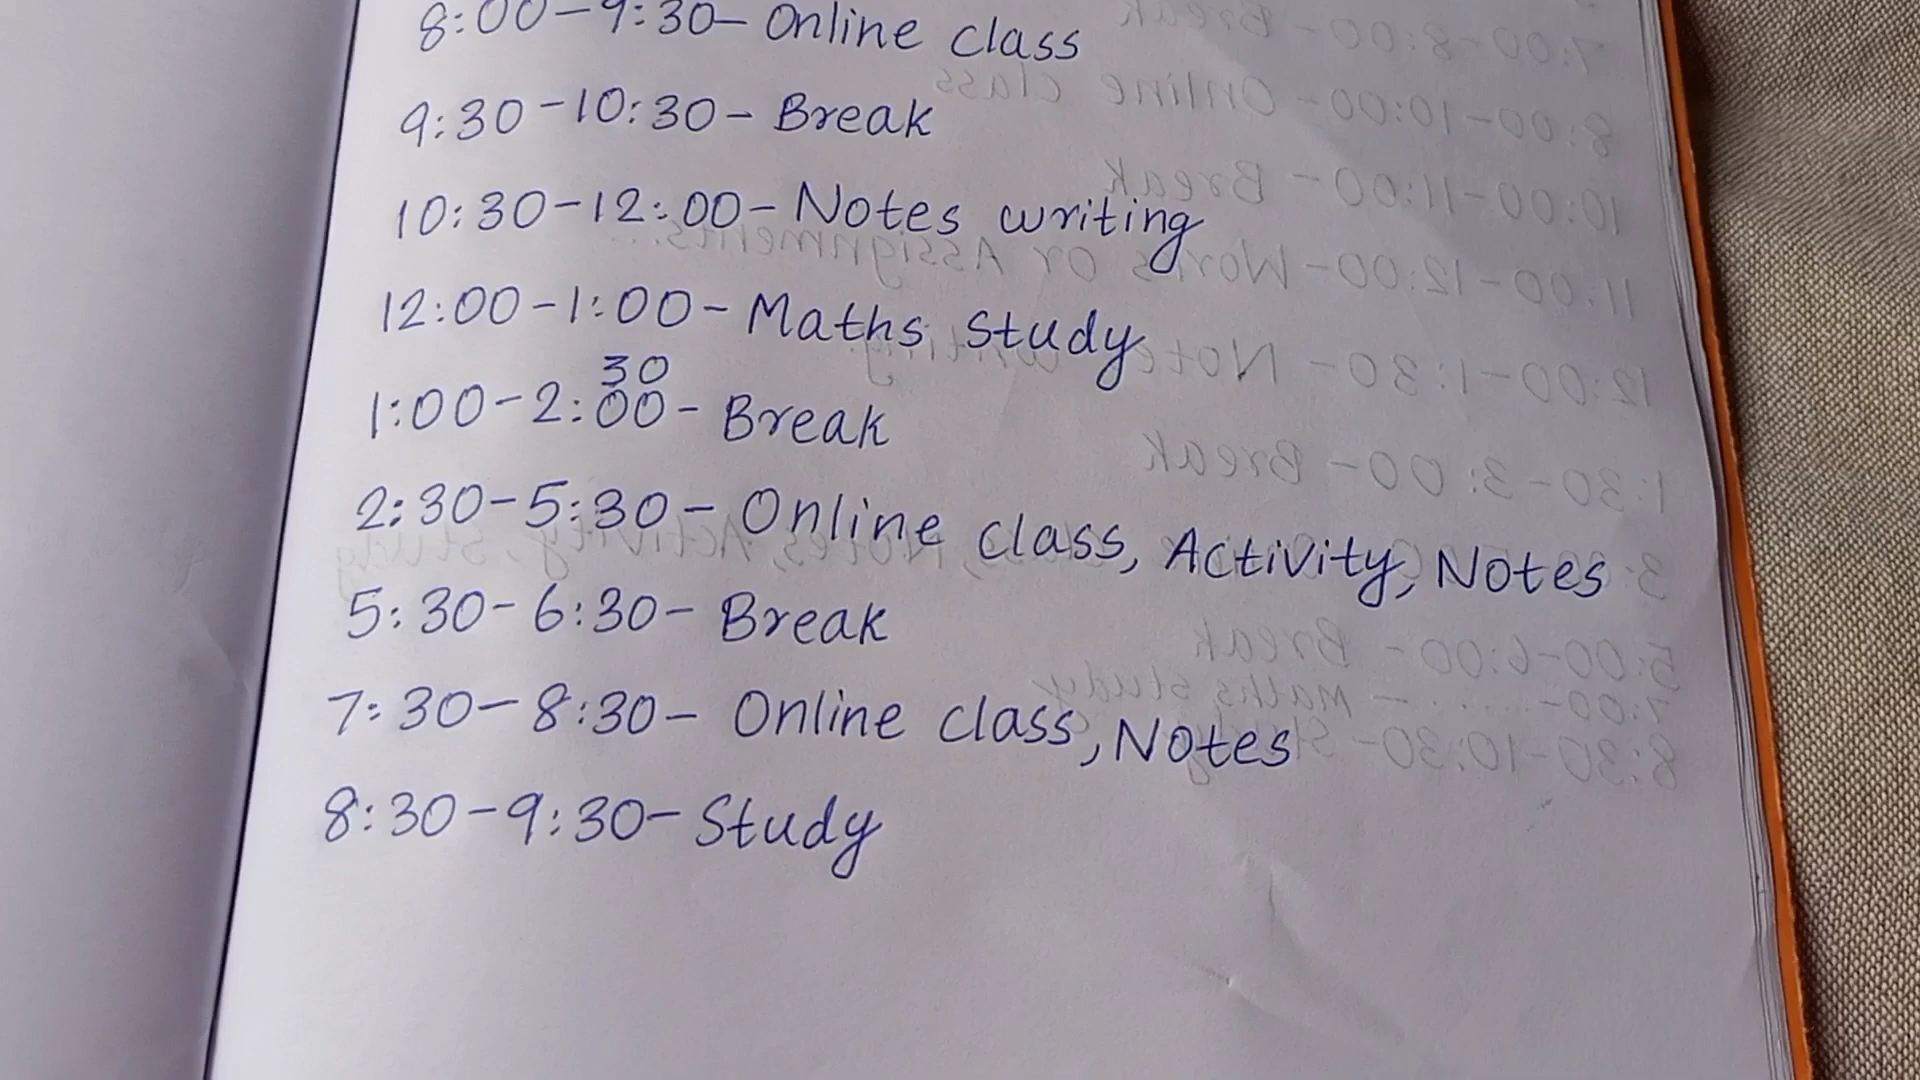 8:00-9:30- Online class
9:30-10:30- Break
10:30-12:00- Notes writing
12:00-1:00- Maths Study
30
1:00-2:00- Break
2:30-5:30- Online class, Activity, Notes
5:30-6:30- Break
7:30-8:30- Online class, Notes
8:30-9:30- Study